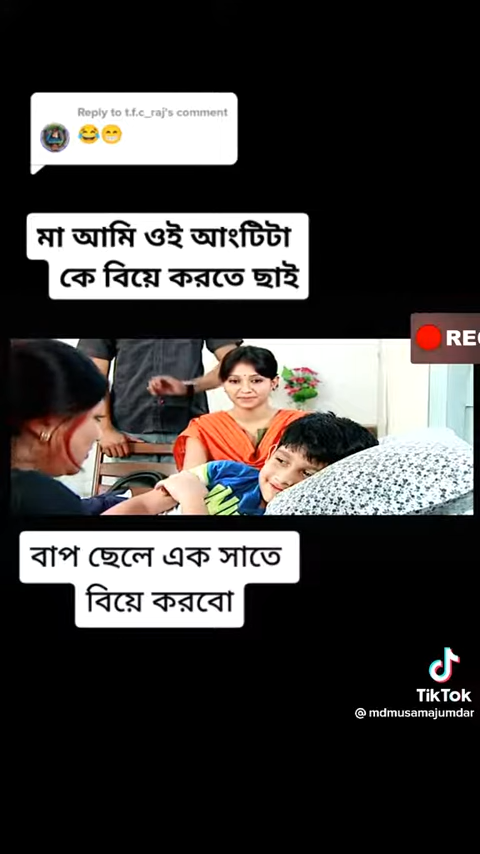 Reply to t.f.c_raj's comment
😂😁
মা আমি ওই আংটিটা
কে বিয়ে করতে ছাই
REC
বাপ ছেলে এক সাতে
বিয়ে করবো
TikTok
@mdmusamajumdar